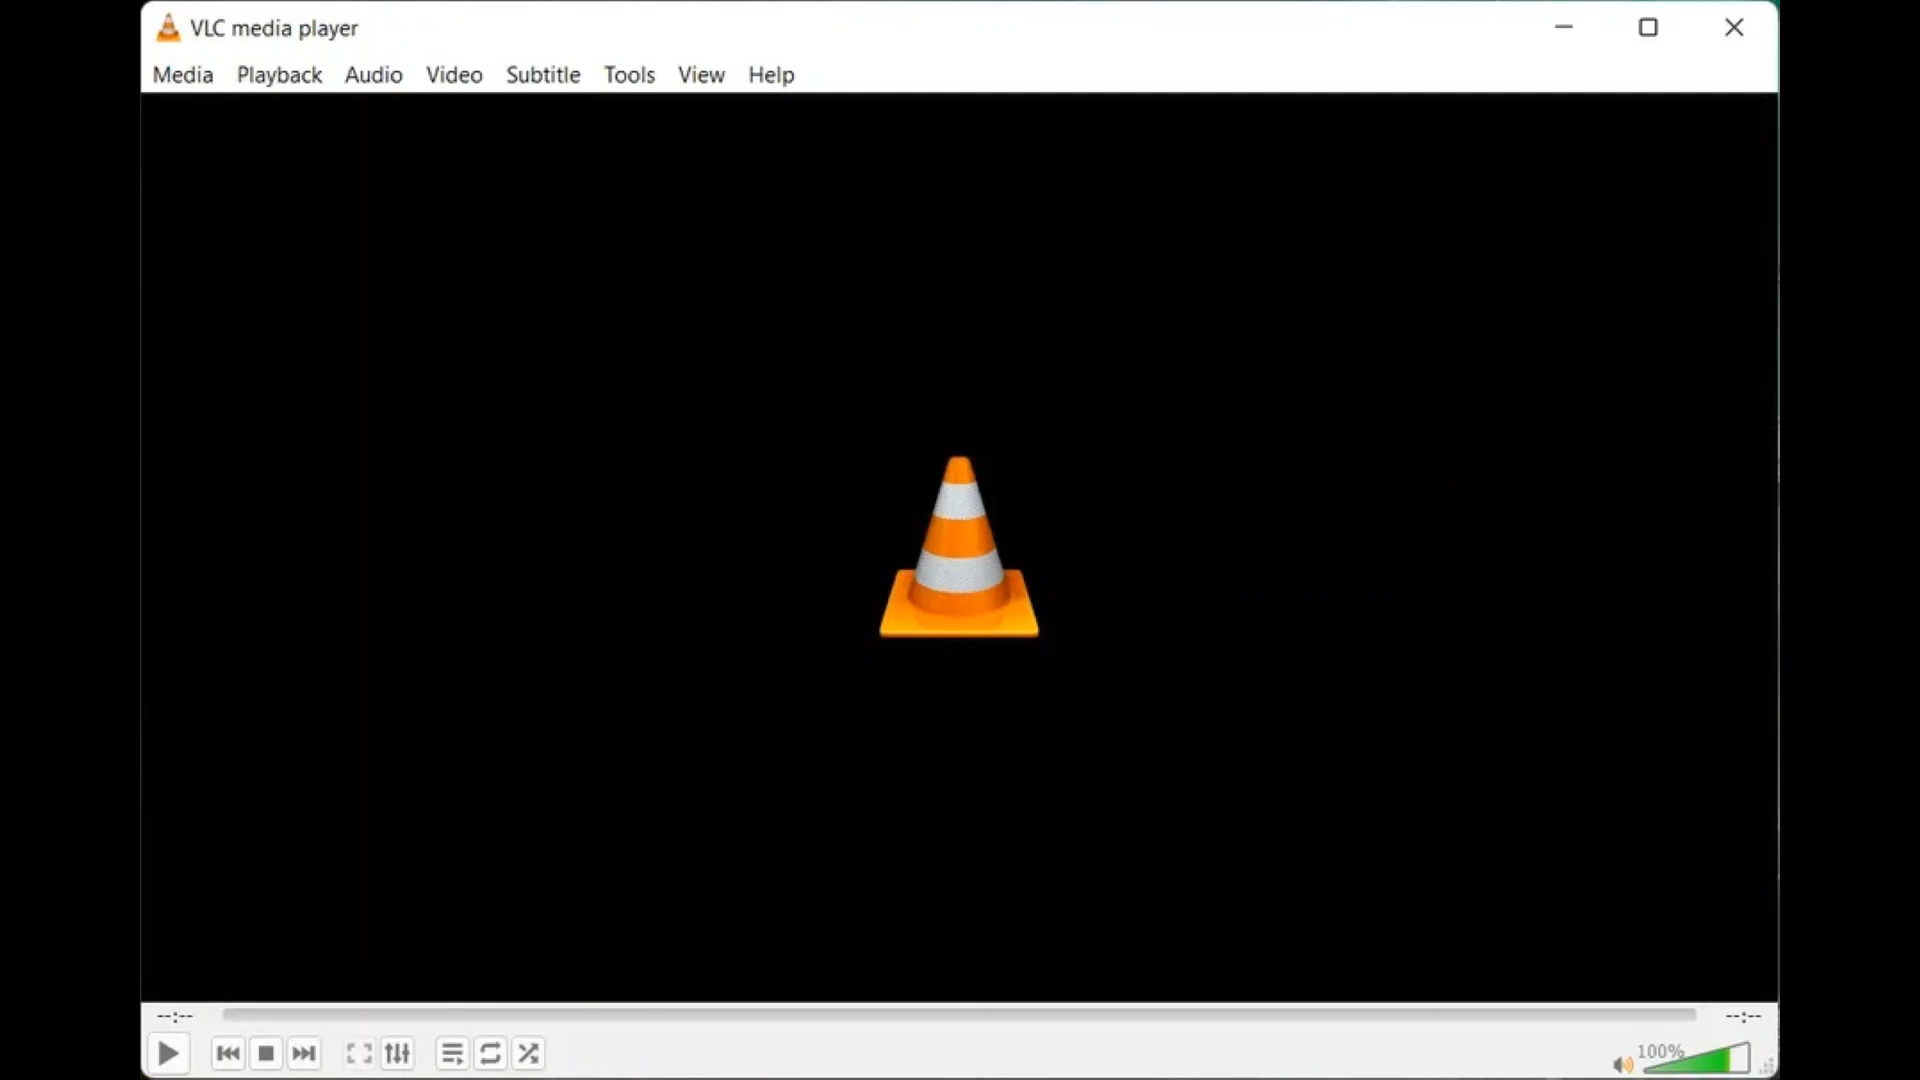 VLC media player
Media Playback Audio Video Subtitle Tools View Help
--:-- --:--
100%